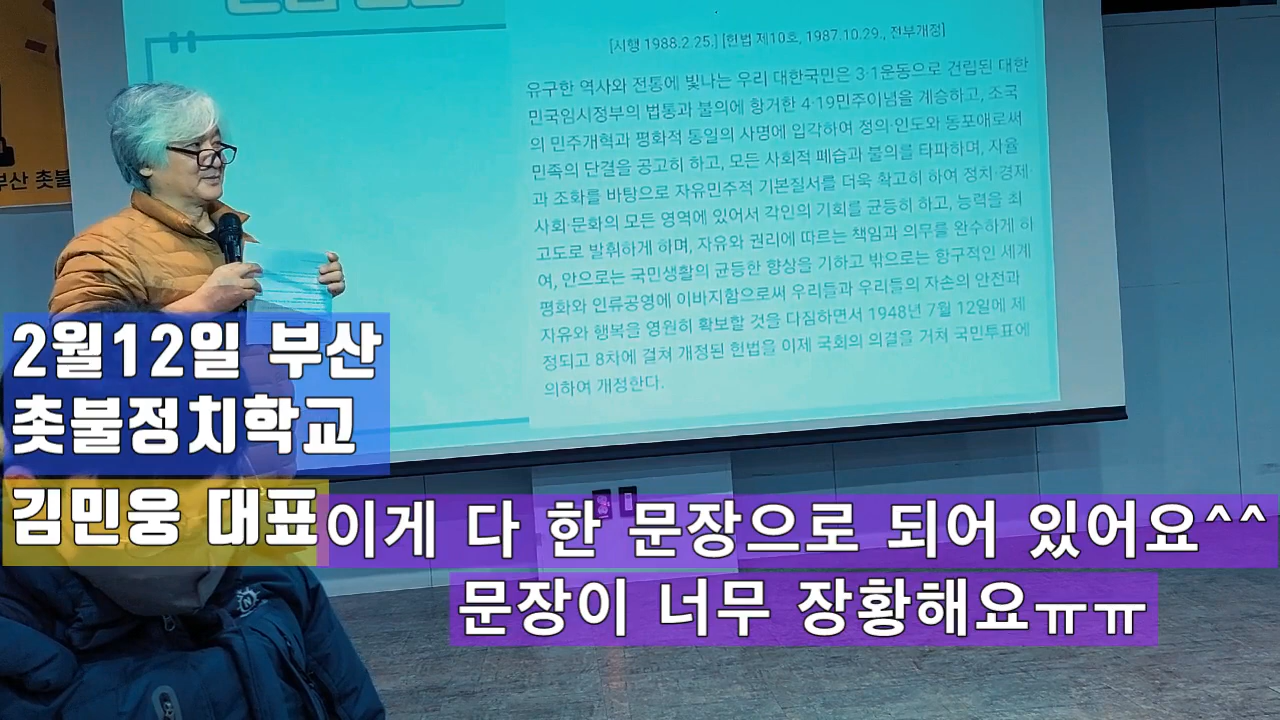 [시행 1988.2.25.] [헌법 제10호, 1987.10.29., 전부개정]
유구한 역사와 전통에 빛나는 우리 대한국민은 3·1운동으로 건립된 대한
민국임시정부의 법통과 불의에 항거한 4·19민주이념을 계승하고, 조국
의 민주개혁과 평화적 통일의 사명에 입각하여 정의·인도와 동포애로써
민족의 단결을 공고히 하고, 모든 사회적 폐습과 불의를 타파하며, 자율
과 조화를 바탕으로 자유민주적 기본질서를 더욱 확고히 하여 정치·경제·
사회·문화의 모든 영역에 있어서 각인의 기회를 균등히 하고, 능력을 최
고도로 발휘하게 하며, 자유와 권리에 따르는 책임과 의무를 완수하게 하
여, 안으로는 국민생활의 균등한 향상을 기하고 밖으로는 항구적인 세계
평화와 인류공영에 이바지함으로써 우리들과 우리들의 자손의 안전과
자유와 행복을 영원히 확보할 것을 다짐하면서 1948년 7월 12일에 제
정되고 8차에 걸쳐 개정된 헌법을 이제 국회의 의결을 거쳐 국민투표에
의하여 개정한다.
부산 촛불
2월12일 부산
촛불정치학교
김민웅 대표
이게 다 한 문장으로 되어 있어요^^
문장이 너무 장황해요ㅠㅠ